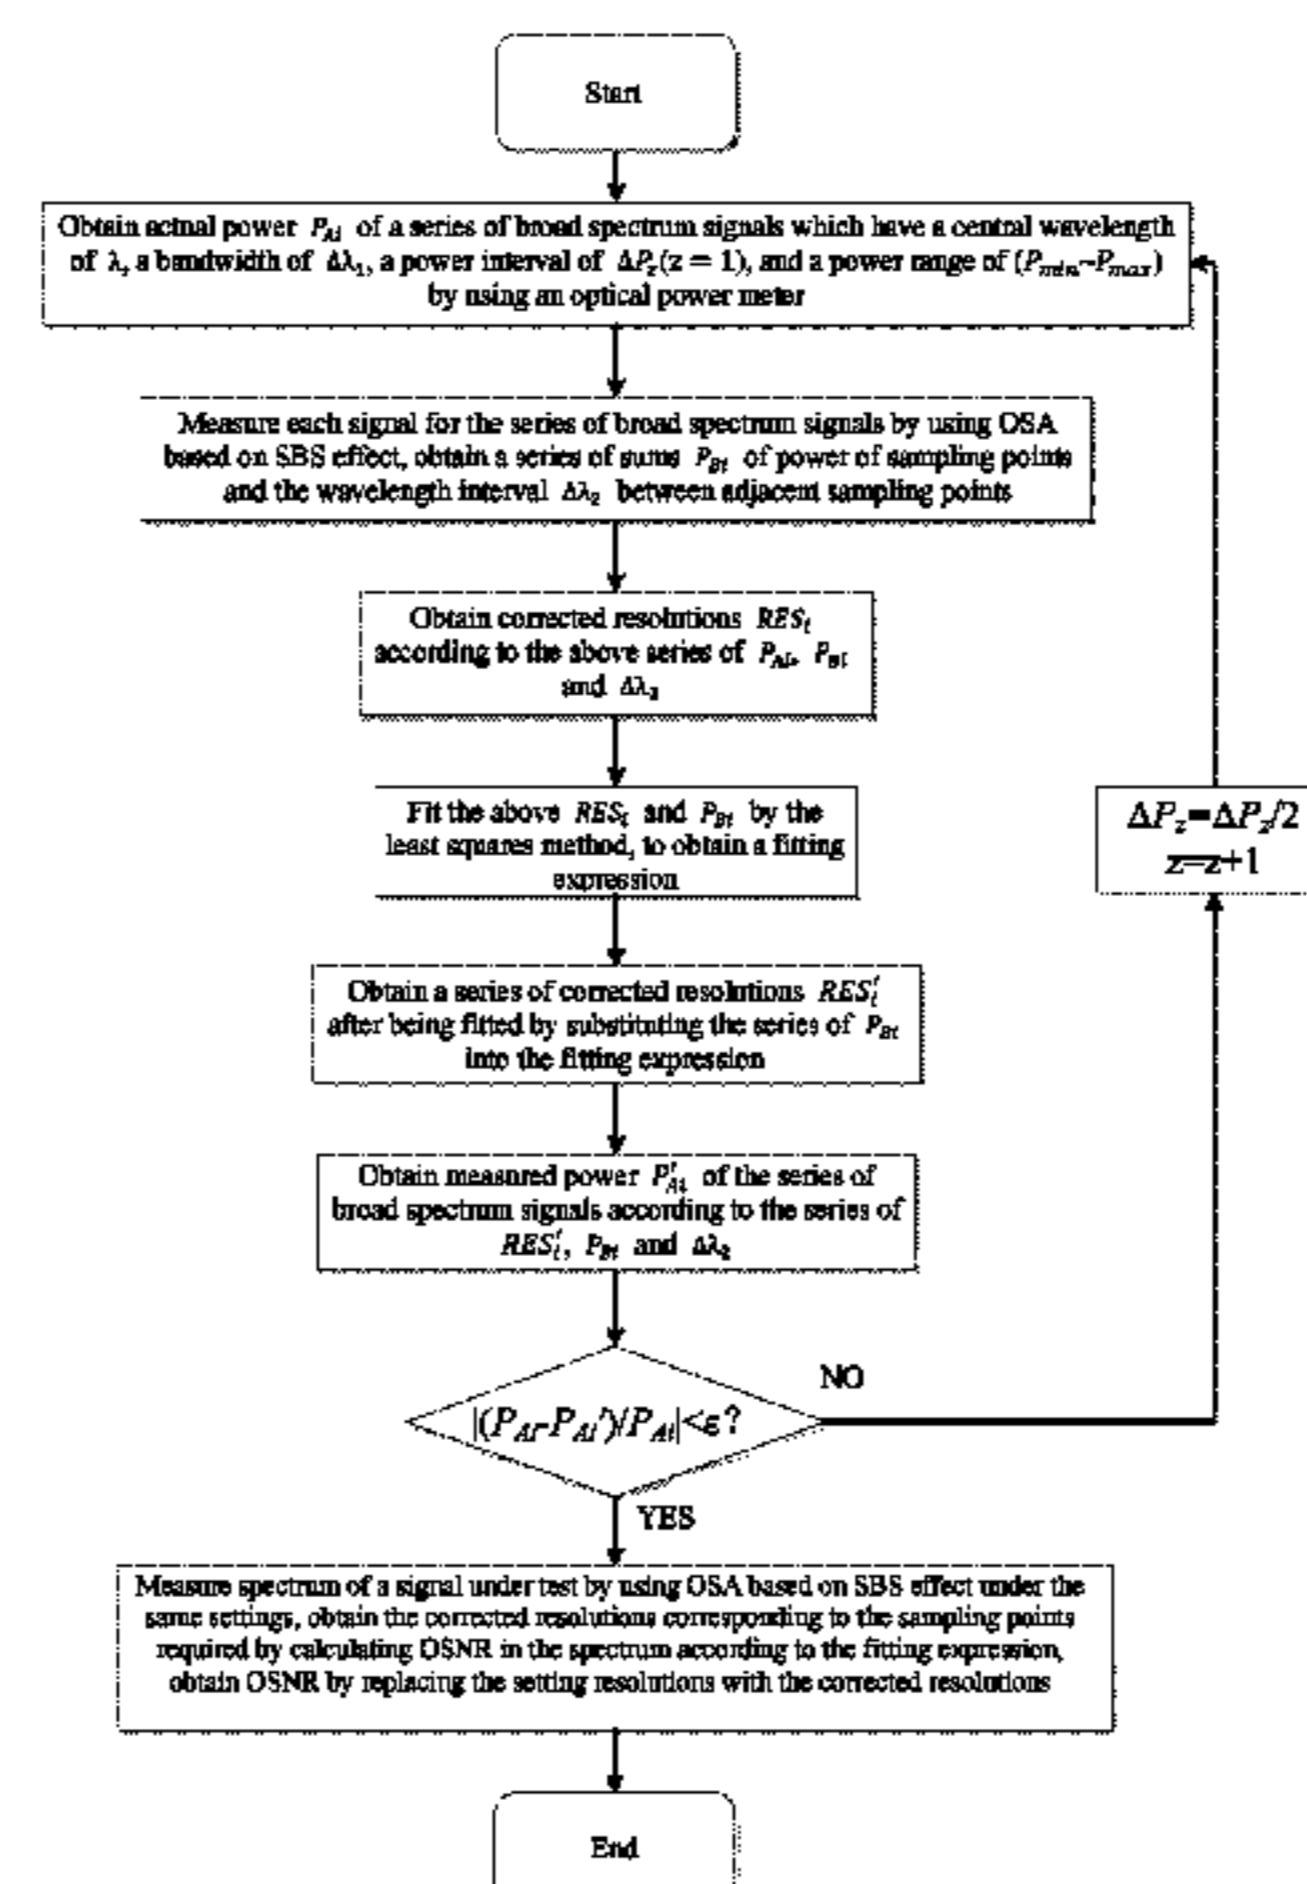 Start
Obtain actual power P_Ai of a series of broad spectrum signals which have a central wavelength
of λ, a bandwidth of Δλ₁, a power interval of ΔP_z(z = 1), and a power range of (P_min~P_max)
by using an optical power meter
Measure each signal for the series of broad spectrum signals by using OSA
based on SBS effect, obtain a series of sums P_Bi of power of sampling points
and the wavelength interval Δλ₂ between adjacent sampling points
Obtain corrected resolutions RES_i
according to the above series of P_Ai, P_Bi
and Δλ₂
Fit the above RES_i and P_Bi by the
least squares method, to obtain a fitting
expression
ΔP_z=ΔP_z/2
z=z+1
Obtain a series of corrected resolutions RES_i'
after being fitted by substituting the series of P_Bi
into the fitting expression
Obtain measured power P_Ai' of the series of
broad spectrum signals according to the series of
RES_i', P_Bi and Δλ₂
NO
|(P_Ai-P_Ai')/P_Ai|<ε?
YES
Measure spectrum of a signal under test by using OSA based on SBS effect under the
same settings, obtain the corrected resolutions corresponding to the sampling points
required by calculating OSNR in the spectrum according to the fitting expression,
obtain OSNR by replacing the setting resolutions with the corrected resolutions
End